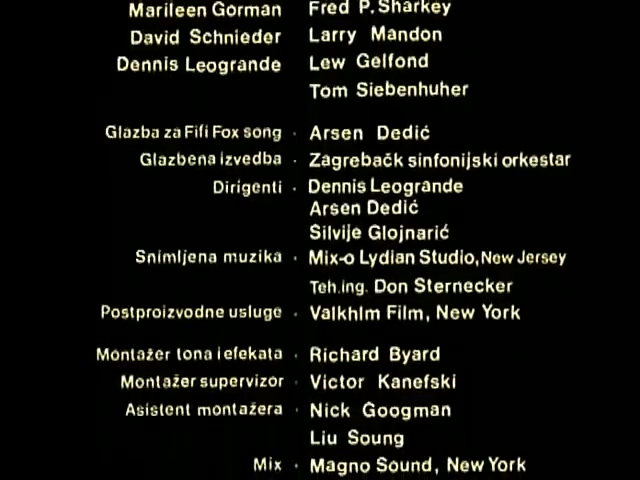 Marileen Gorman Fred P. Sharkey
David Schnieder Larry Mandon
Dennis Leogrande Lew Gelfond
Tom Siebenhuher
Glazba za Fifi Fox song · Arsen Dedić
Glazbena izvedba · Zagrebačk sinfonijski orkestar
Dirigenti · Dennis Leogrande
Arsen Dedić
Silvije Glojnarić
Snimljena muzika · Mix-o Lydian Studio, New Jersey
Teh.ing. Don Sternecker
Postproizvodne usluge · Valkhlm Film, New York
Montažer tona i efekata · Richard Byard
Montažer supervizor · Victor Kanefski
Asistent montažera · Nick Googman
Liu Soung
Mix · Magno Sound, New York